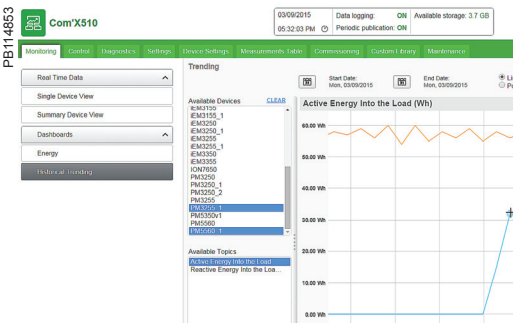 PB114853
Com'X510
03/09/2015
05:32:03 PM
Data logging: ON
Periodic publication: ON
Available storage: 3.7 GB
Monitoring Control Diagnostics Settings Device Settings Measurements Table Commissioning Custom Library Maintenance
Real Time Data
Single Device View
Summary Device View
Dashboards
Energy
Historical Trending
Trending
Start Date:
Mon, 03/09/2015
End Date:
Mon, 03/09/2015
Available Devices CLEAR
iEM3155
iEM3155_1
iEM3250
iEM3250_1
iEM3255
iEM3255_1
iEM3350
iEM3355
ION7650
PM3250
PM3250_1
PM3250_2
PM3255
PM3255_1
PM5350v1
PM5560
PM5560_1
Available Topics
Active Energy Into the Load
Reactive Energy Into the Loa...
Active Energy Into the Load (Wh)
60.00 Wh
50.00 Wh
40.00 Wh
30.00 Wh
20.00 Wh
10.00 Wh
0.00 Wh